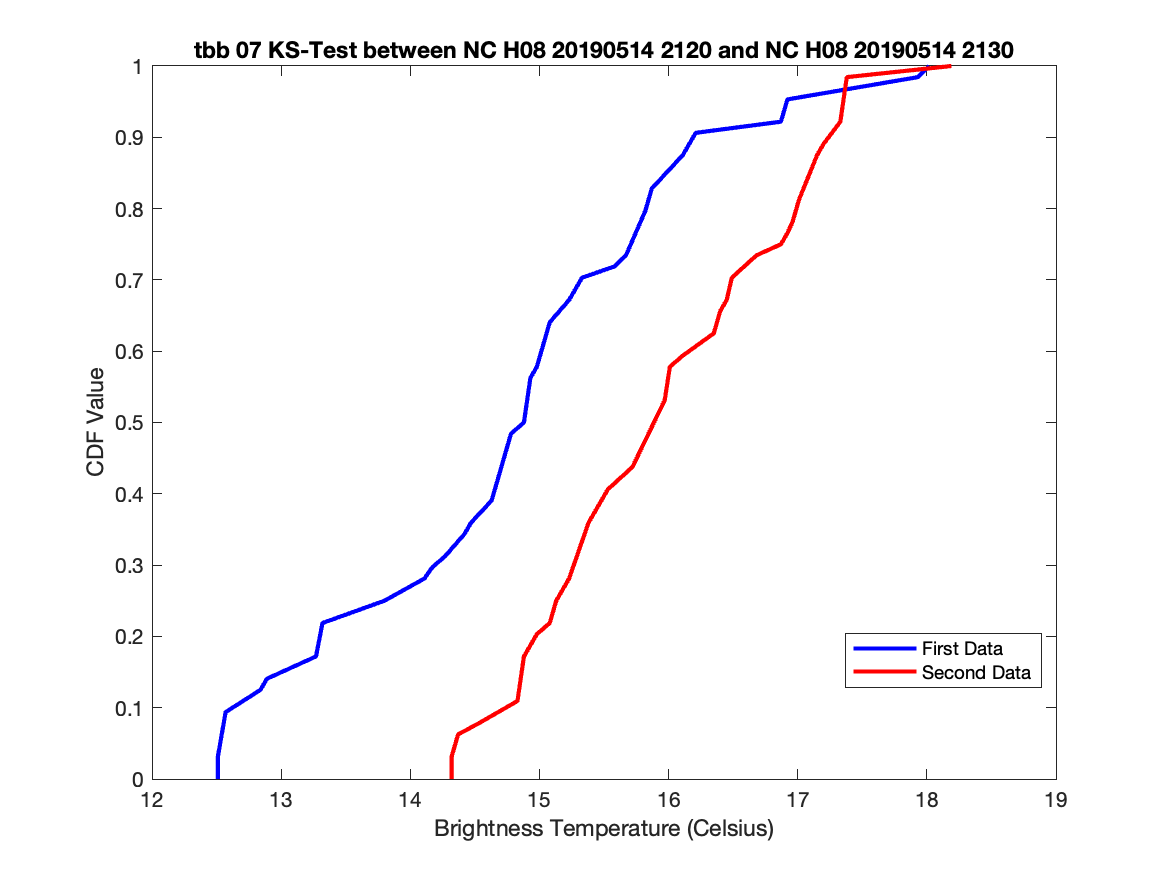 tbb 07 KS-Test between NC H08 20190514 2120 and NC H08 20190514 2130
1
0.9
0.8
0.7
0.6
0.5
0.4
0.3
0.2
0.1
0
CDF Value
First Data
Second Data
12 13 14 15 16 17 18 19
Brightness Temperature (Celsius)